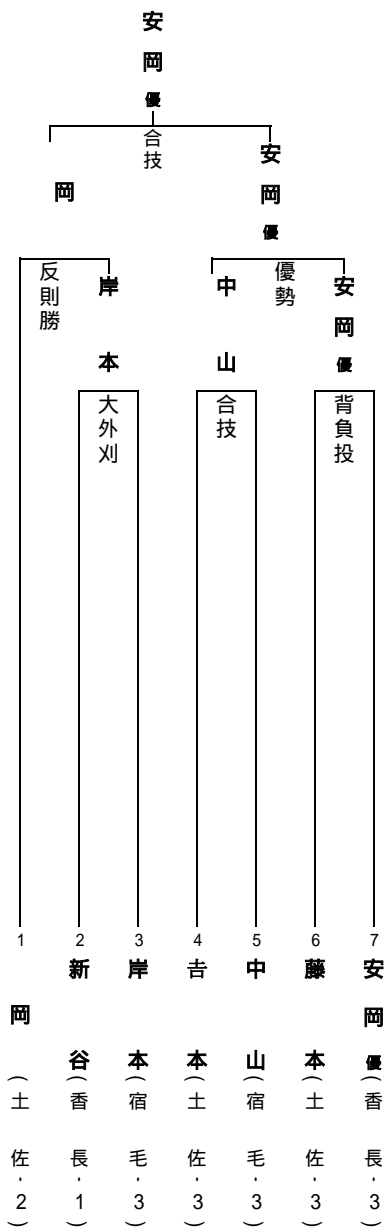 安岡優
合技
岡
安岡優
反則勝
岸本
中山
優勢
安岡優
大外刈
合技
背負投
1 岡 (土佐・2)
2 新谷 (香長・1)
3 岸本 (宿毛・3)
4 𠮷本 (土佐・3)
5 中山 (宿毛・3)
6 藤本 (土佐・3)
7 安岡優 (香長・3)